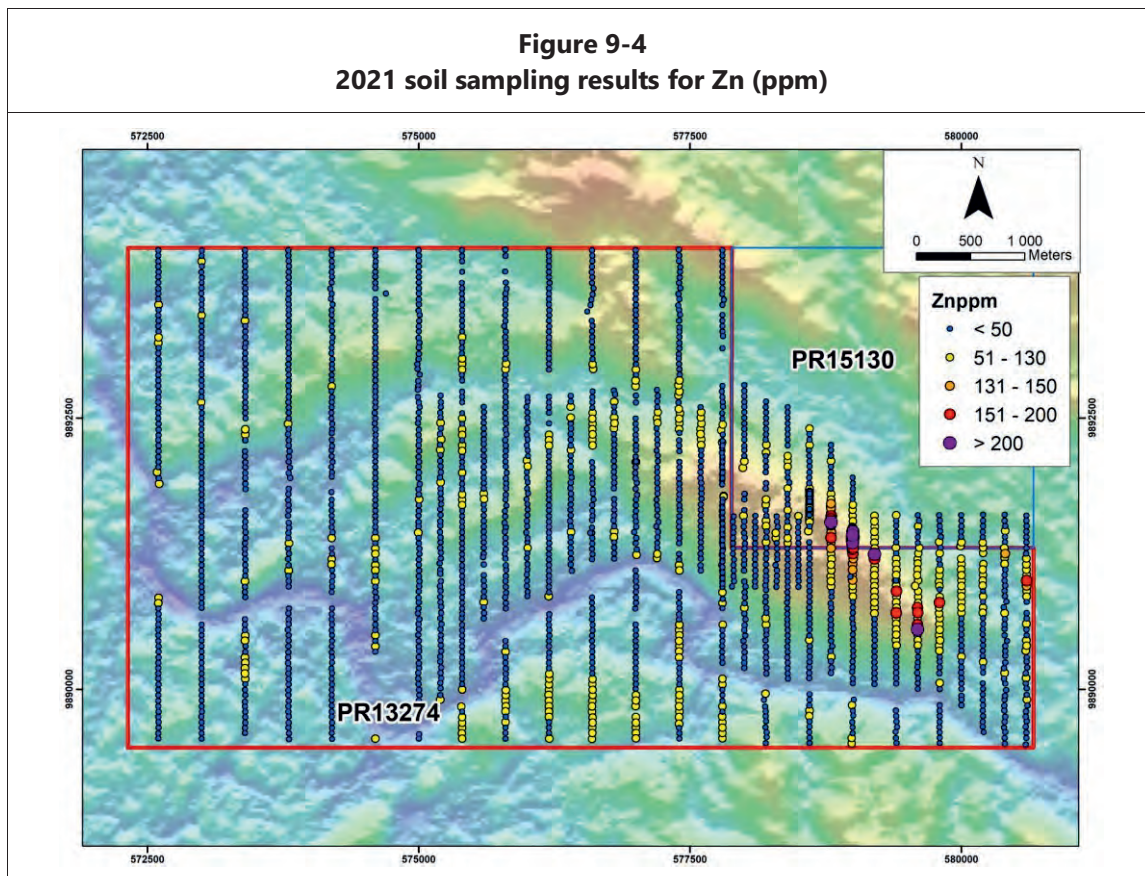 Figure 9-4
2021 soil sampling results for Zn (ppm)
572500 575000 577500 580000
N
0 500 1 000
Meters
Znppm
< 50
51 - 130
131 - 150
151 - 200
> 200
PR15130
9892500 9892500
PR13274
9890000 9890000
572500 575000 577500 580000